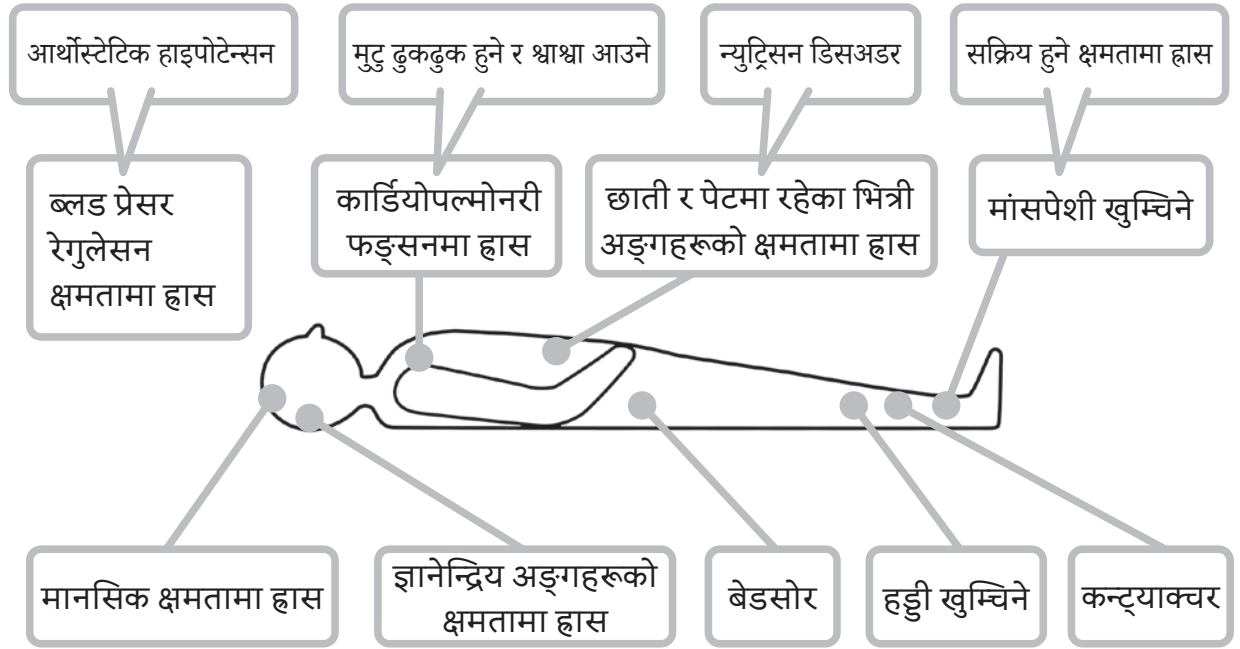 आर्थोस्टेटिक हाइपोटेन्सन
मुटु ढुकढुक हुने र श्वाश्वा आउने
न्युट्रिसन डिसअडर
सक्रिय हुने क्षमतामा ह्रास
ब्लड प्रेसर
रेगुलेसन
क्षमतामा ह्रास
कार्डियोपल्मोनरी
फङ्सनमा ह्रास
छाती र पेटमा रहेका भित्री
अङ्गहरूको क्षमतामा ह्रास
मांसपेशी खुम्चिने
मानसिक क्षमतामा ह्रास
ज्ञानेन्द्रिय अङ्गहरूको
क्षमतामा ह्रास
बेडसोर
हड्डी खुम्चिने
कन्ट्याक्चर